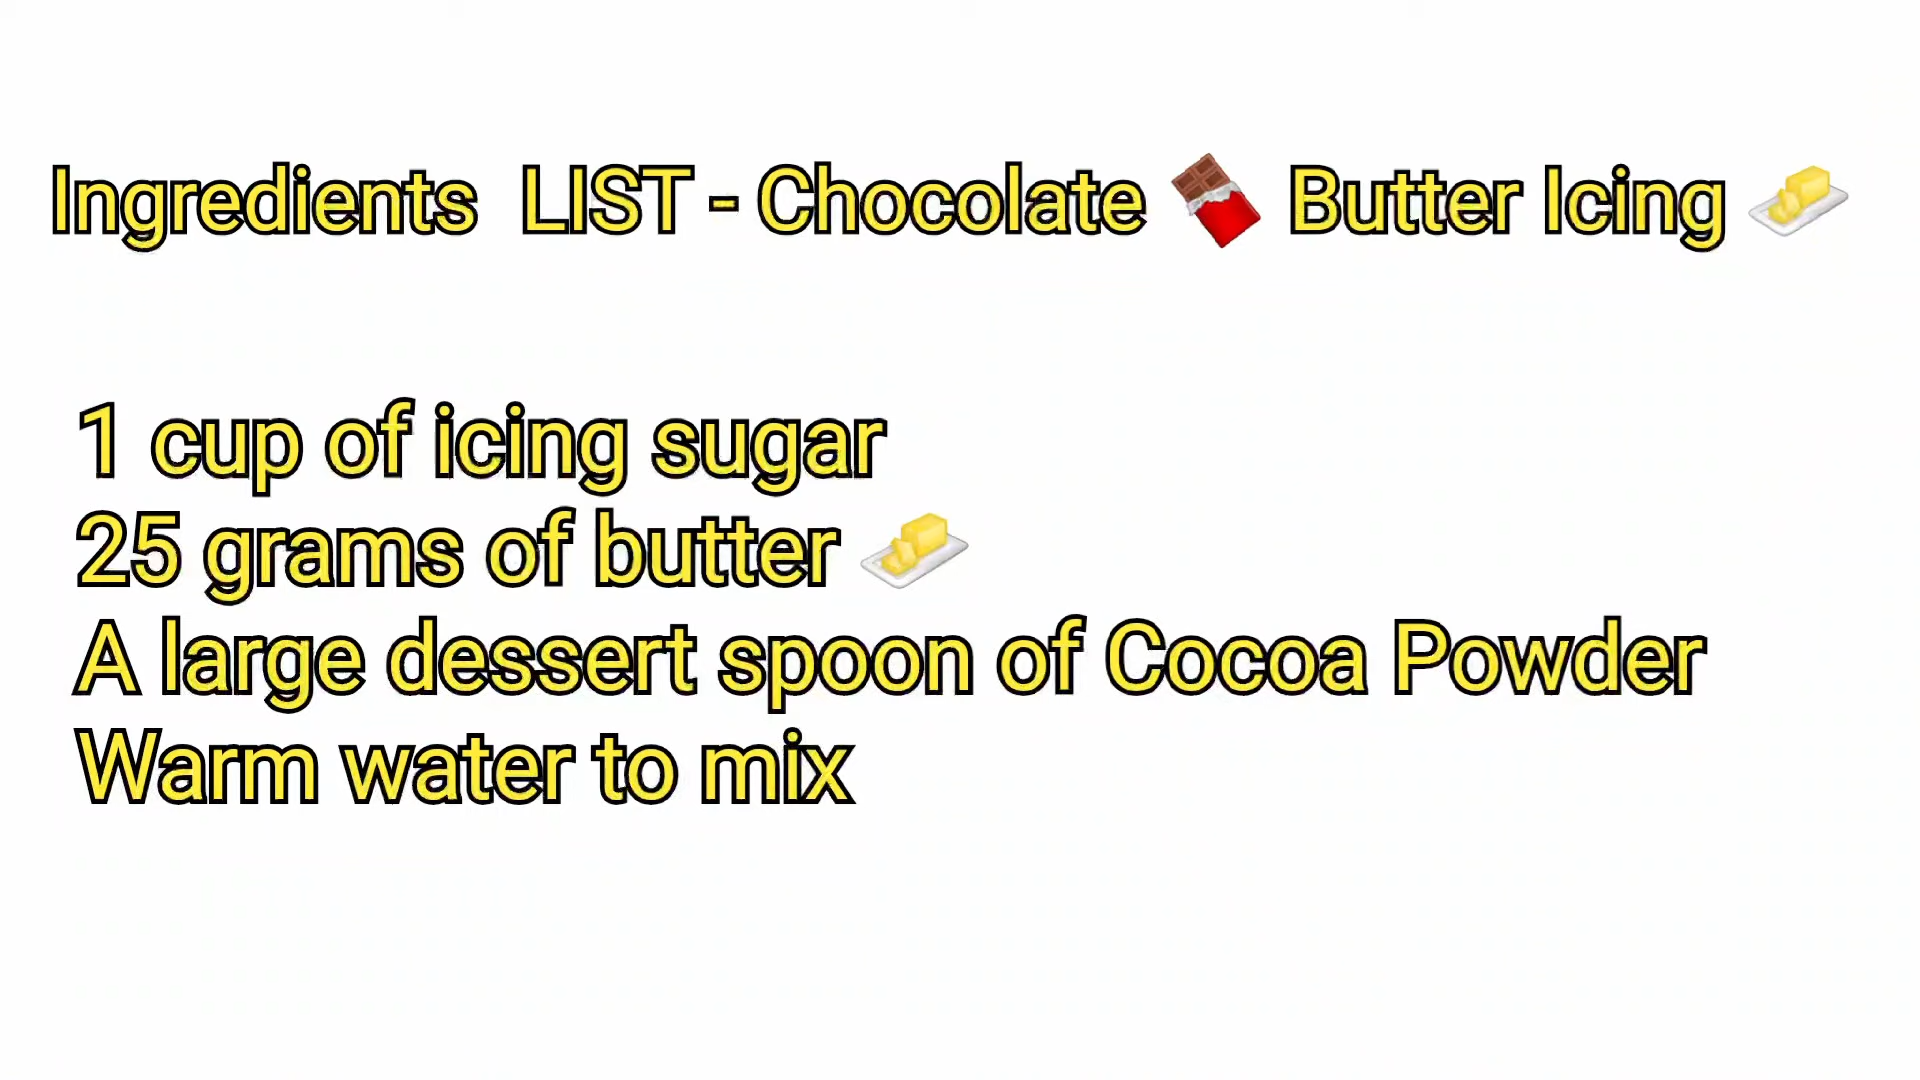 Ingredients LIST - Chocolate 🍫 Butter Icing 🧈
1 cup of icing sugar
25 grams of butter 🧈
A large dessert spoon of Cocoa Powder
Warm water to mix